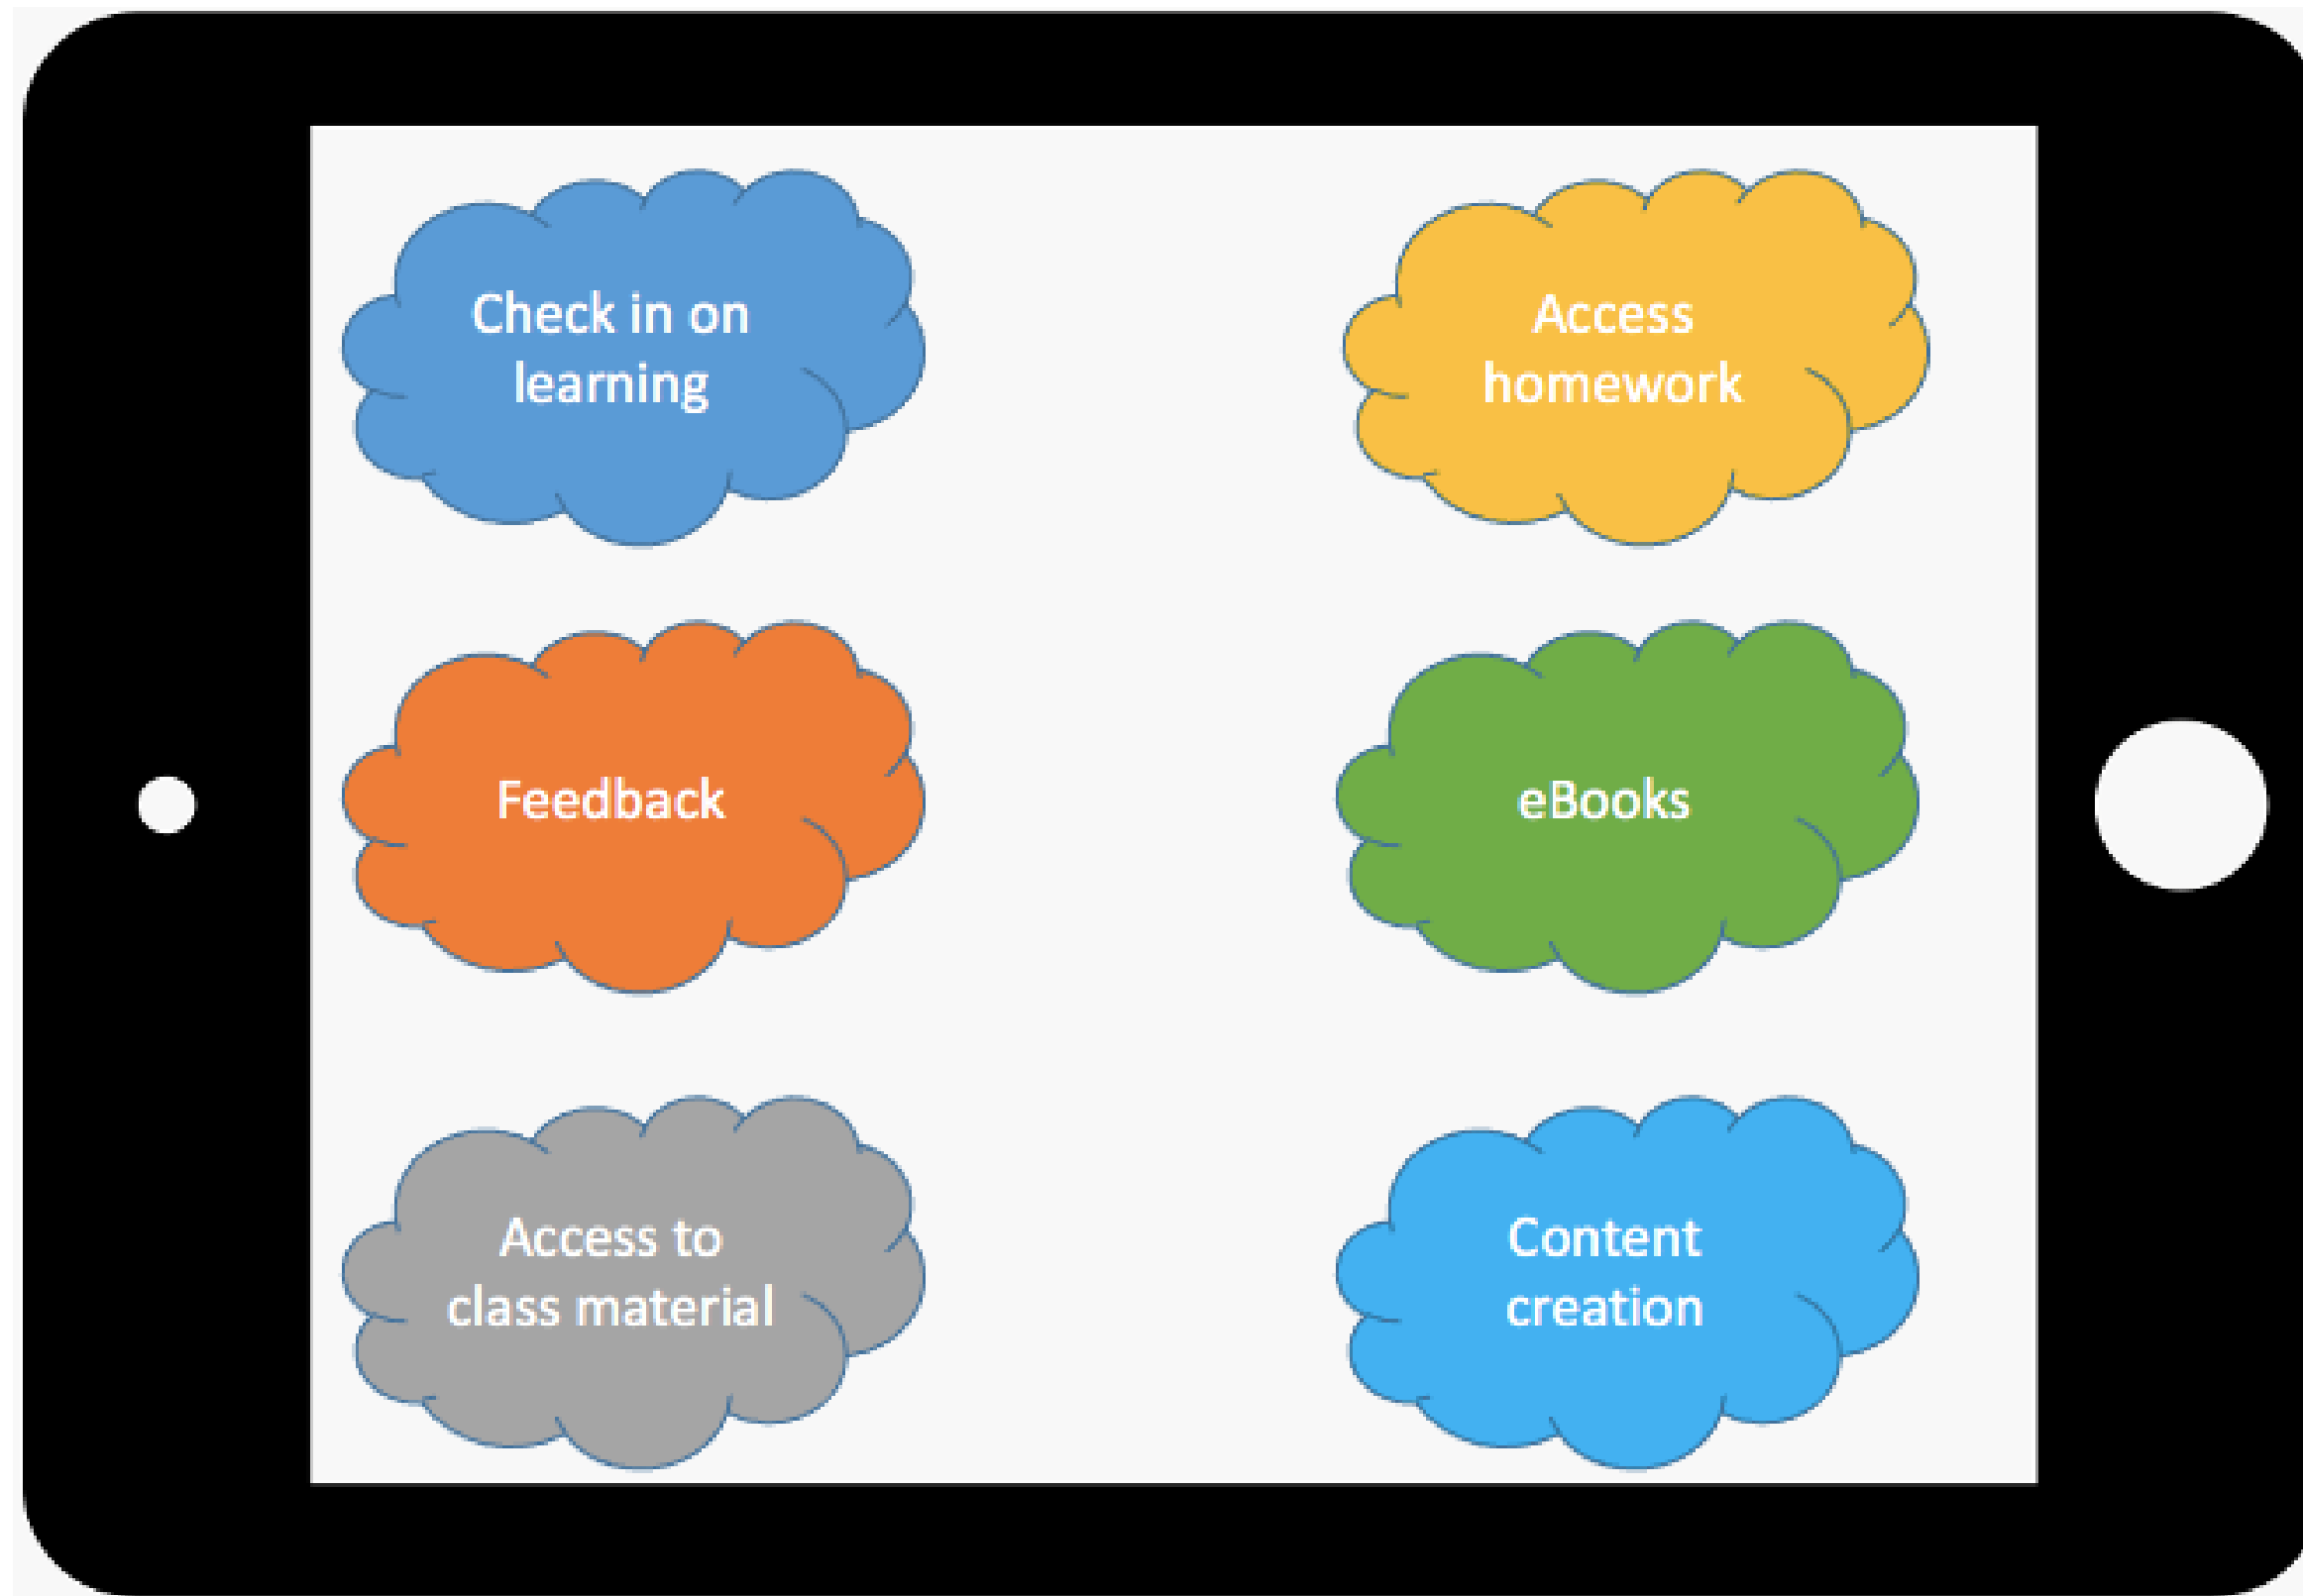 Check in on
learning
Access
homework
Feedback
eBooks
Access to
class material
Content
creation